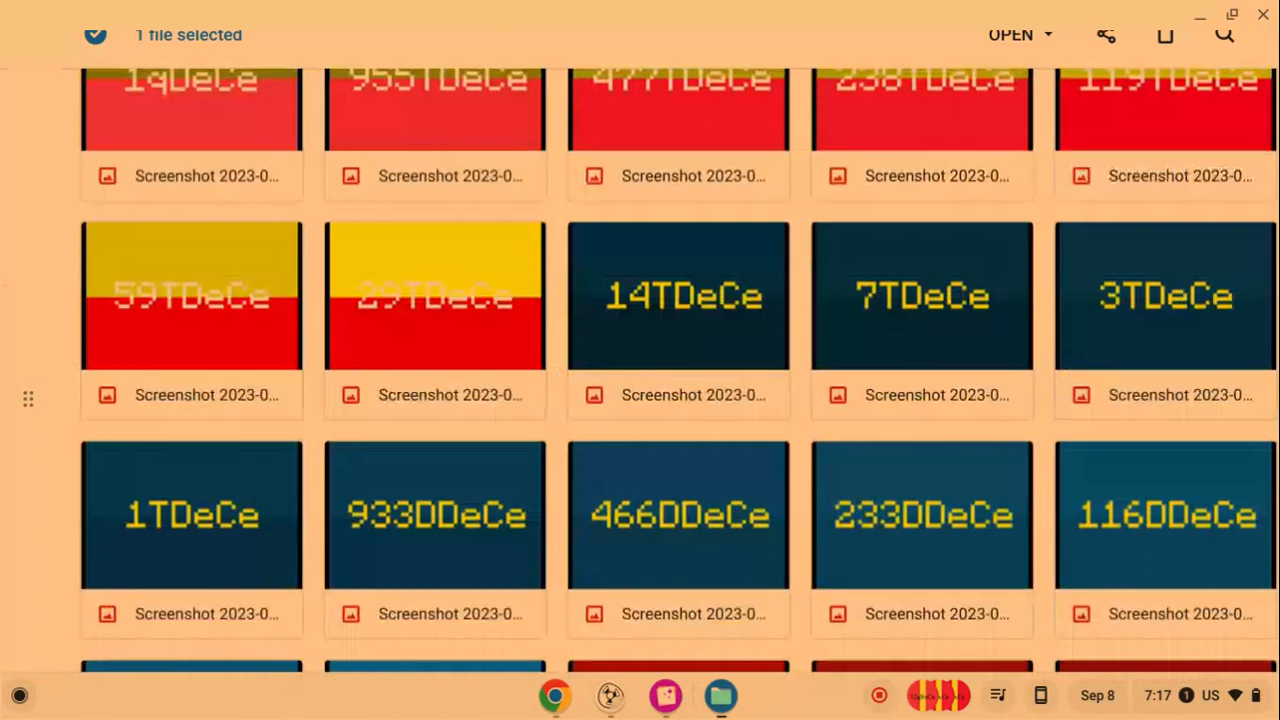 1 file selected
OPEN
1qDeCe 955TDeCe 477TDeCe 238TDeCe 119TDeCe
Screenshot 2023-0... Screenshot 2023-0... Screenshot 2023-0... Screenshot 2023-0... Screenshot 2023-0...
59TDeCe 29TDeCe 14TDeCe 7TDeCe 3TDeCe
Screenshot 2023-0... Screenshot 2023-0... Screenshot 2023-0... Screenshot 2023-0... Screenshot 2023-0...
1TDeCe 933DDeCe 466DDeCe 233DDeCe 116DDeCe
Screenshot 2023-0... Screenshot 2023-0... Screenshot 2023-0... Screenshot 2023-0... Screenshot 2023-0...
Sep 8 7:17 1 US